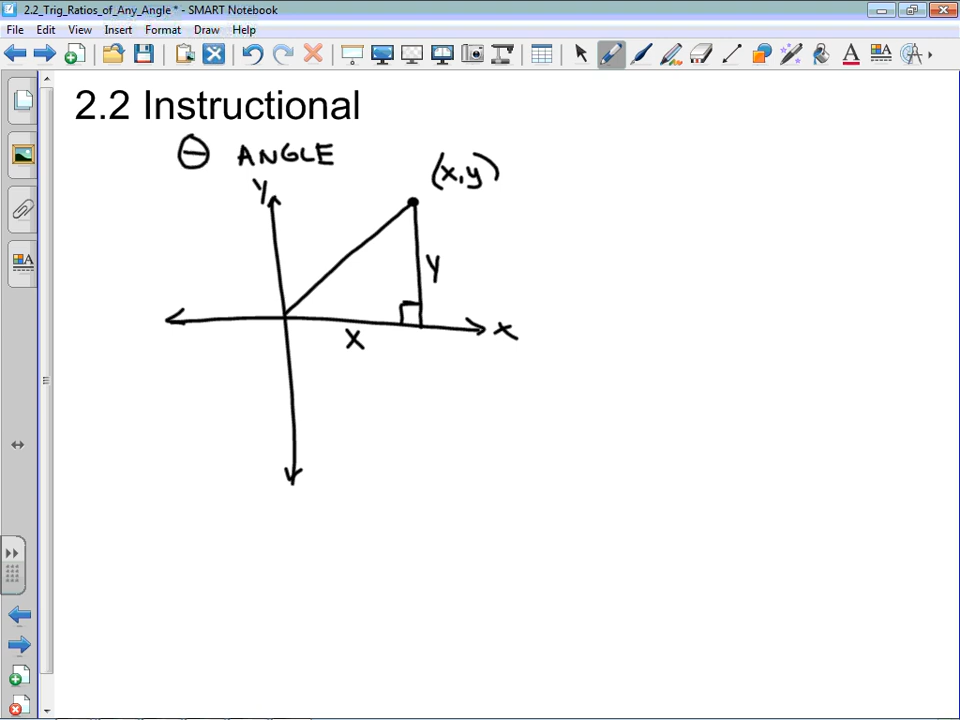 2.2_Trig_Ratios_of_Any_Angle * - SMART Notebook
File Edit View Insert Format Draw Help
2.2 Instructional
Θ ANGLE
(x,y)
y
y
x
x